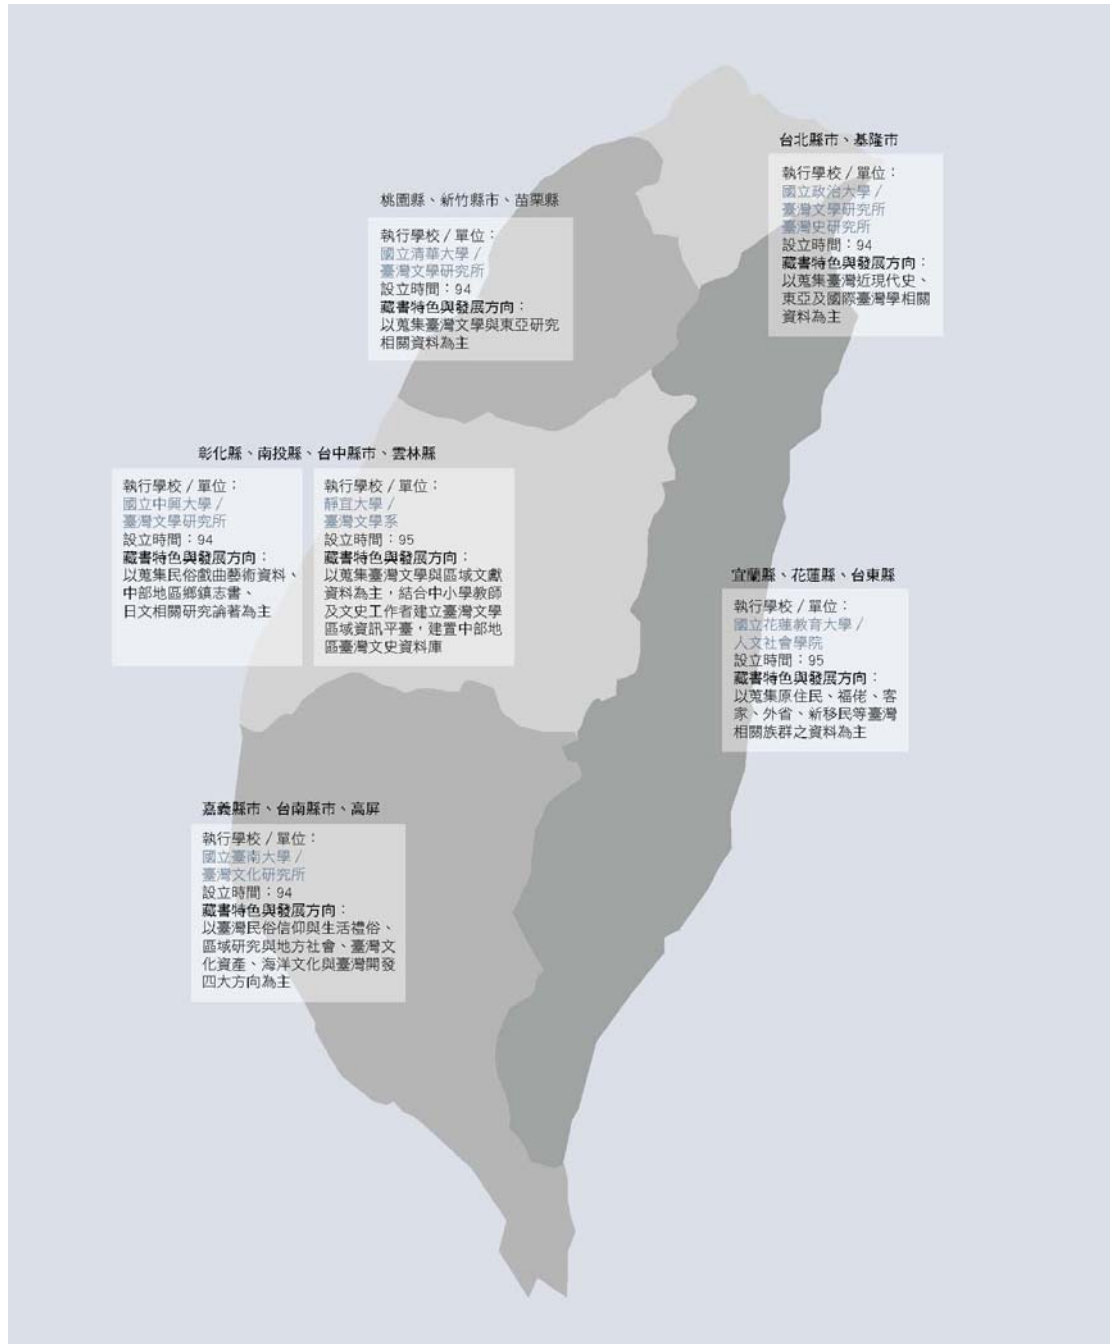 台北縣市、基隆市
執行學校 / 單位：
國立政治大學 /
臺灣文學研究所
臺灣史研究所
設立時間：94
藏書特色與發展方向：
以蒐集臺灣近現代史、
東亞及國際臺灣學相關
資料為主
桃園縣、新竹縣市、苗栗縣
執行學校 / 單位：
國立清華大學 /
臺灣文學研究所
設立時間：94
藏書特色與發展方向：
以蒐集臺灣文學與東亞研究
相關資料為主
彰化縣、南投縣、台中縣市、雲林縣
執行學校 / 單位：
國立中興大學 /
臺灣文學研究所
設立時間：94
藏書特色與發展方向：
以蒐集民俗戲曲藝術資料、
中部地區鄉鎮志書、
日文相關研究論著為主
執行學校 / 單位：
靜宜大學 /
臺灣文學系
設立時間：95
藏書特色與發展方向：
以蒐集臺灣文學與區域文獻
資料為主，結合中小學教師
及文史工作者建立臺灣文學
區域資訊平臺，建置中部地
區臺灣文史資料庫
宜蘭縣、花蓮縣、台東縣
執行學校 / 單位：
國立花蓮教育大學 /
人文社會學院
設立時間：95
藏書特色與發展方向：
以蒐集原住民、福佬、客
家、外省、新移民等臺灣
相關族群之資料為主
嘉義縣市、台南縣市、高屏
執行學校 / 單位：
國立臺南大學 /
臺灣文化研究所
設立時間：94
藏書特色與發展方向：
以臺灣民俗信仰與生活禮俗、
區域研究與地方社會、臺灣文
化資產、海洋文化與臺灣開發
四大方向為主